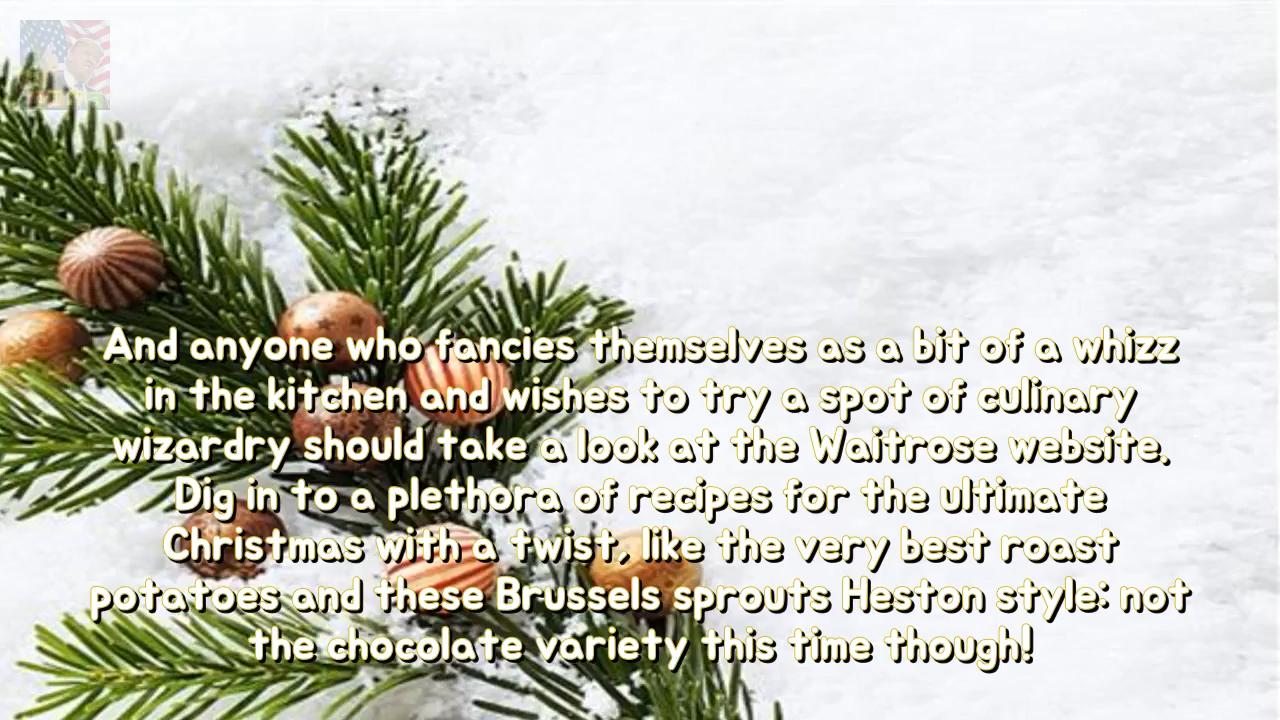 And anyone who fancies themselves as a bit of a whizz
in the kitchen and wishes to try a spot of culinary
wizardry should take a look at the Waitrose website.
Dig in to a plethora of recipes for the ultimate
Christmas with a twist, like the very best roast
potatoes and these Brussels sprouts Heston style: not
the chocolate variety this time though!